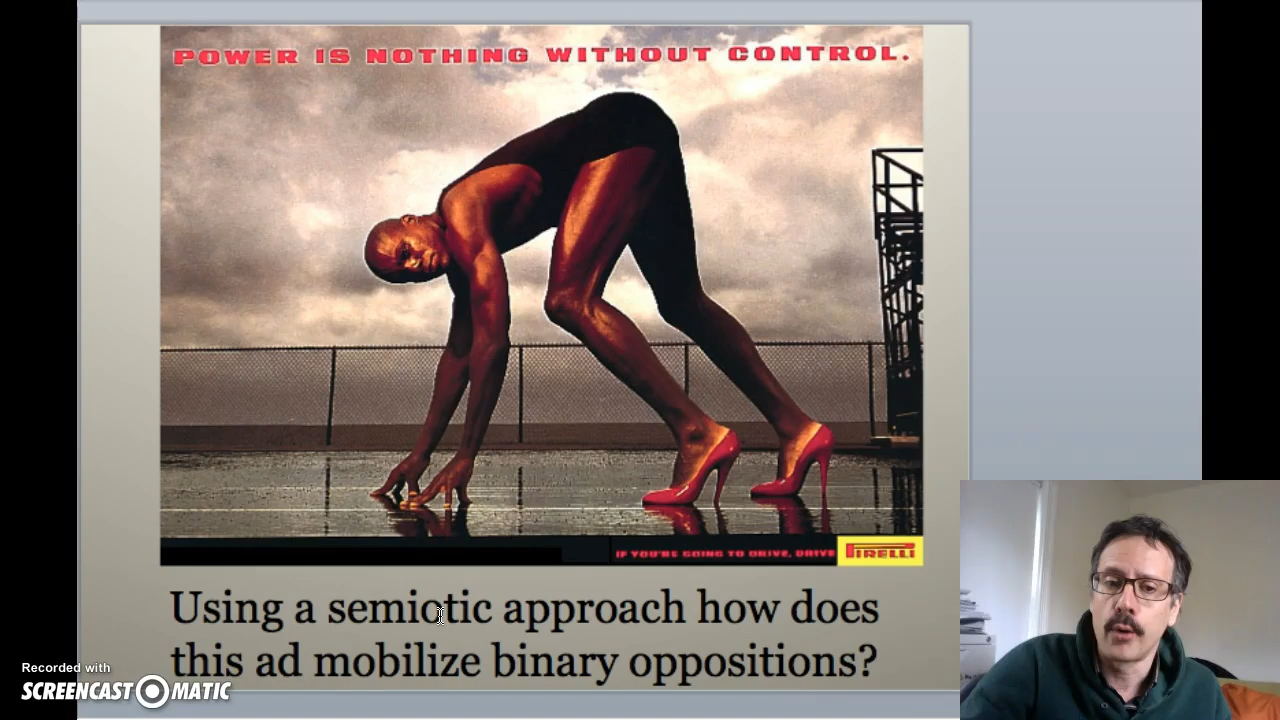 POWER IS NOTHING WITHOUT CONTROL.
IF YOU'RE GOING TO DRIVE, DRIVE PIRELLI
Using a semiotic approach how does
this ad mobilize binary oppositions?
Recorded with
SCREENCAST MATIC